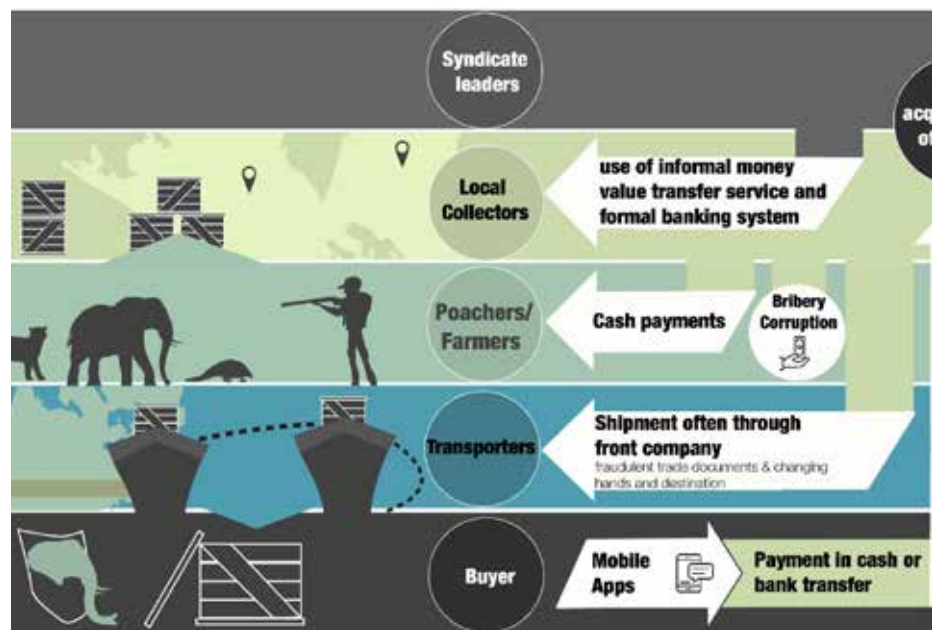 Syndicate
leaders
acq
of
Local
Collectors
use of informal money
value transfer service and
formal banking system
Poachers/
Farmers
Cash payments
Bribery
Corruption
Transporters
Shipment often through
front company
fraudulent trade documents & changing
hands and destination
Buyer
Mobile
Apps
Payment in cash or
bank transfer